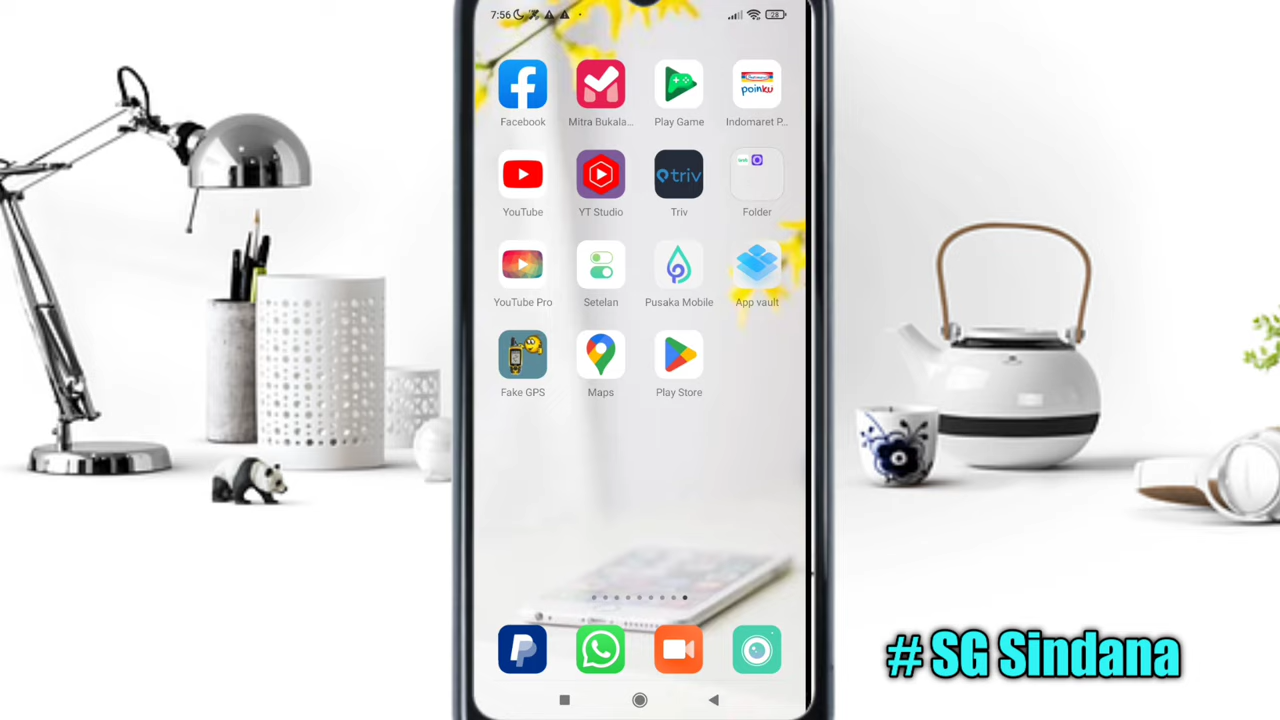 7:56
28
Facebook
Mitra Bukala...
Play Game
Indomaret P...
poinku
triv
YouTube
YT Studio
Triv
Folder
YouTube Pro
Setelan
Pusaka Mobile
App vault
Fake GPS
Maps
Play Store
# SG Sindana